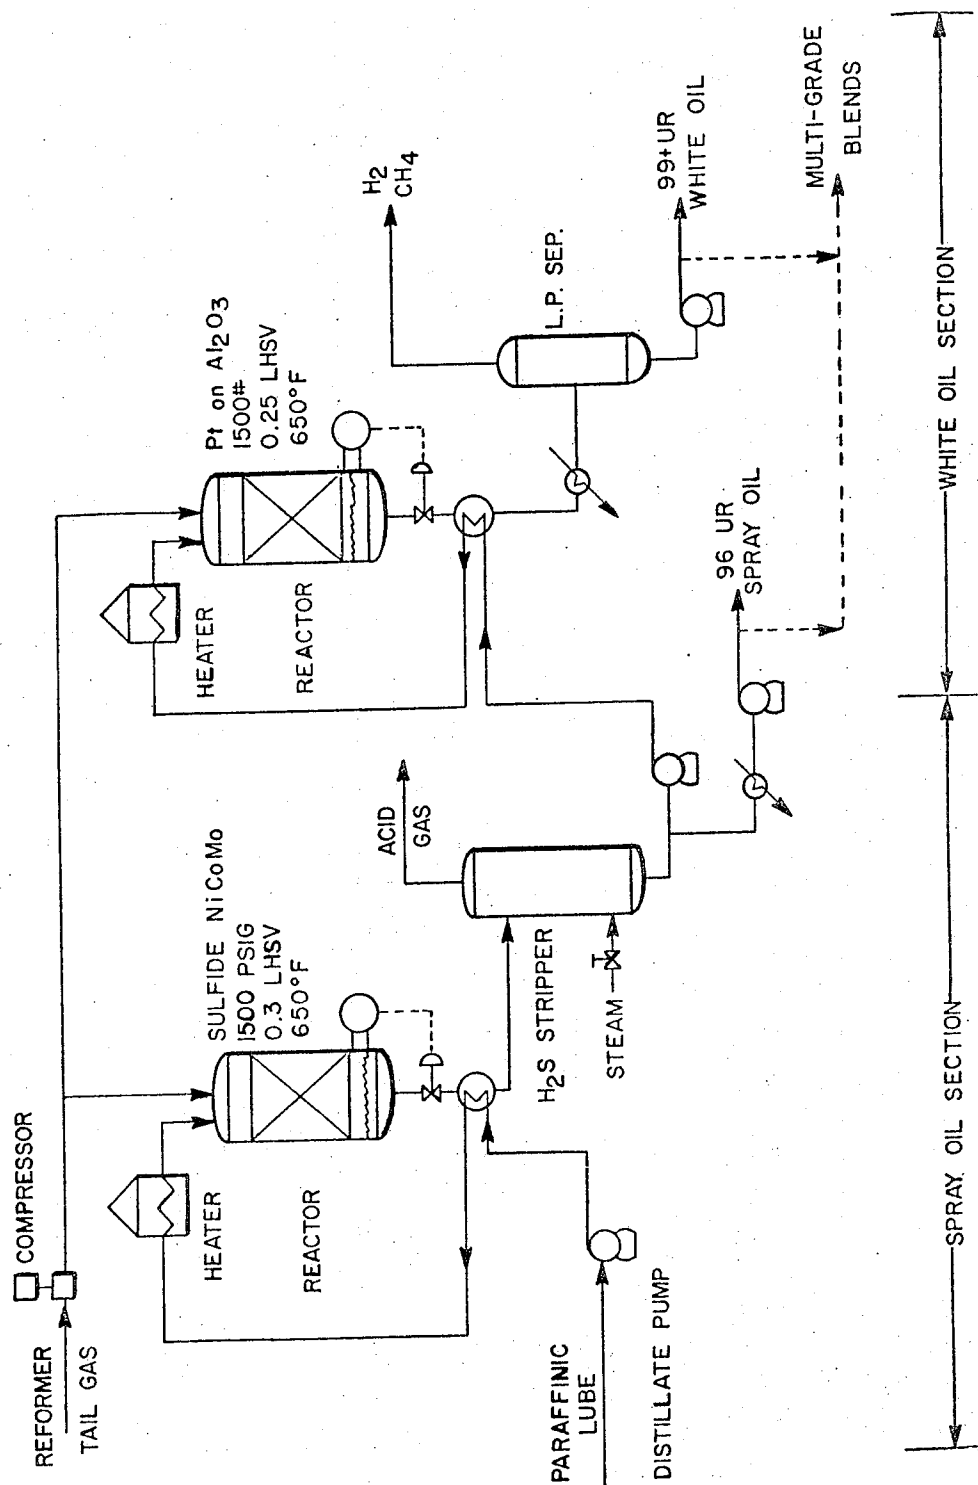 REFORMER
TAIL GAS
COMPRESSOR
HEATER
REACTOR
SULFIDE NiCoMo
1500 PSIG
0.3 LHSV
650°F
PARAFFINIC
LUBE
DISTILLATE PUMP
H2S STRIPPER
STEAM
ACID
GAS
HEATER
REACTOR
Pt on Al2O3
1500#
0.25 LHSV
650°F
H2
CH4
L.P. SEP.
96 UR
SPRAY OIL
99+UR
WHITE OIL
MULTI-GRADE
BLENDS
SPRAY OIL SECTION
WHITE OIL SECTION